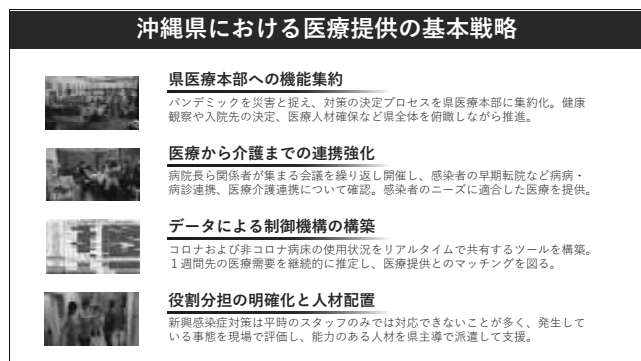 沖縄県における医療提供の基本戦略
県医療本部への機能集約
パンデミックを災害と捉え、対策の決定プロセスを県医療本部に集約化。健康
観察や入院先の決定、医療人材確保など県全体を俯瞰しながら推進。
医療から介護までの連携強化
病院長ら関係者が集まる会議を繰り返し開催し、感染者の早期転院など病病・
病診連携、医療介護連携について確認。感染者のニーズに適合した医療を提供。
データによる制御機構の構築
コロナおよび非コロナ病床の使用状況をリアルタイムで共有するツールを構築。
１週間先の医療需要を継続的に推定し、医療提供とのマッチングを図る。
役割分担の明確化と人材配置
新興感染症対策は平時のスタッフのみでは対応できないことが多く、発生して
いる事態を現場で評価し、能力のある人材を県主導で派遣して支援。